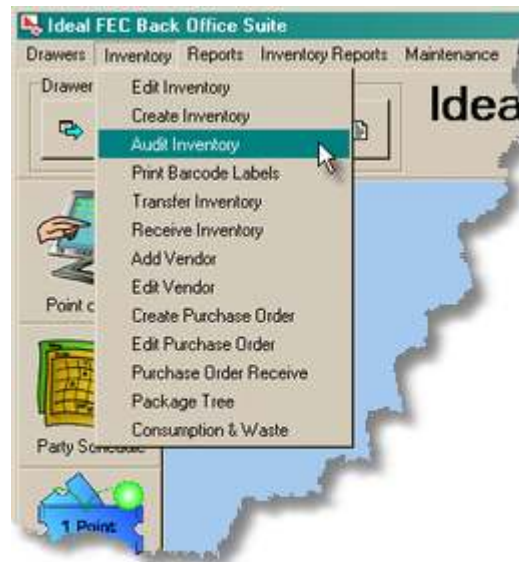 Ideal FEC Back Office Suite
Drawers Inventory Reports Inventory Reports Maintenance
Drawer
Edit Inventory
Create Inventory
Audit Inventory
Print Barcode Labels
Transfer Inventory
Receive Inventory
Add Vendor
Edit Vendor
Create Purchase Order
Edit Purchase Order
Purchase Order Receive
Package Tree
Consumption & Waste
Idea
Point
Party
1 Point